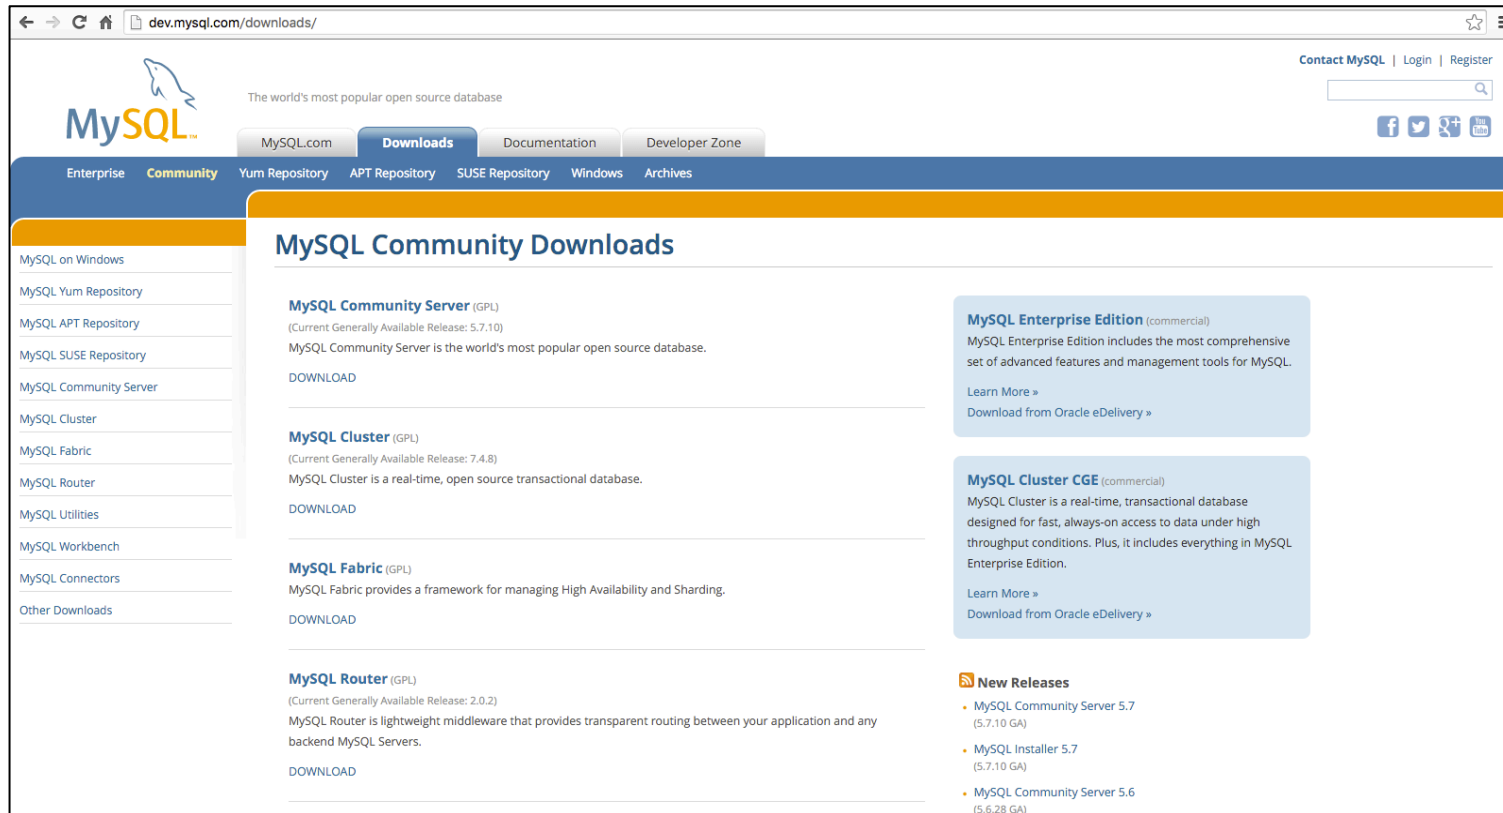 dev.mysql.com/downloads/
Contact MySQL | Login | Register
MySQL™
The world's most popular open source database
MySQL.com
Downloads
Documentation
Developer Zone
Enterprise
Community
Yum Repository
APT Repository
SUSE Repository
Windows
Archives
MySQL on Windows
MySQL Yum Repository
MySQL APT Repository
MySQL SUSE Repository
MySQL Community Server
MySQL Cluster
MySQL Fabric
MySQL Router
MySQL Utilities
MySQL Workbench
MySQL Connectors
Other Downloads
MySQL Community Downloads
MySQL Community Server (GPL)
(Current Generally Available Release: 5.7.10)
MySQL Community Server is the world's most popular open source database.
DOWNLOAD
MySQL Cluster (GPL)
(Current Generally Available Release: 7.4.8)
MySQL Cluster is a real-time, open source transactional database.
DOWNLOAD
MySQL Fabric (GPL)
MySQL Fabric provides a framework for managing High Availability and Sharding.
DOWNLOAD
MySQL Router (GPL)
(Current Generally Available Release: 2.0.2)
MySQL Router is lightweight middleware that provides transparent routing between your application and any
backend MySQL Servers.
DOWNLOAD
MySQL Enterprise Edition (commercial)
MySQL Enterprise Edition includes the most comprehensive
set of advanced features and management tools for MySQL.
Learn More »
Download from Oracle eDelivery »
MySQL Cluster CGE (commercial)
MySQL Cluster is a real-time, transactional database
designed for fast, always-on access to data under high
throughput conditions. Plus, it includes everything in MySQL
Enterprise Edition.
Learn More »
Download from Oracle eDelivery »
New Releases
MySQL Community Server 5.7
(5.7.10 GA)
MySQL Installer 5.7
(5.7.10 GA)
MySQL Community Server 5.6
(5.6.28 GA)